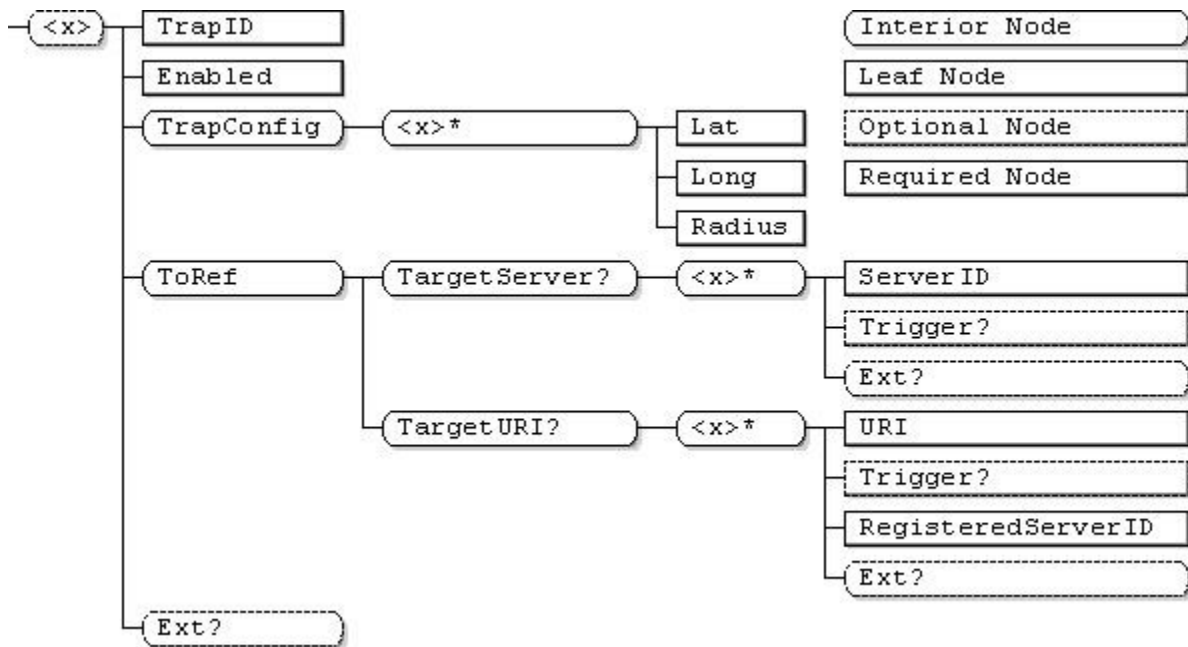 <x> TrapID Interior Node
Enabled Leaf Node
TrapConfig <x>* Lat Optional Node
Long Required Node
Radius
ToRef TargetServer? <x>* ServerID
Trigger?
Ext?
TargetURI? <x>* URI
Trigger?
RegisteredServerID
Ext?
Ext?